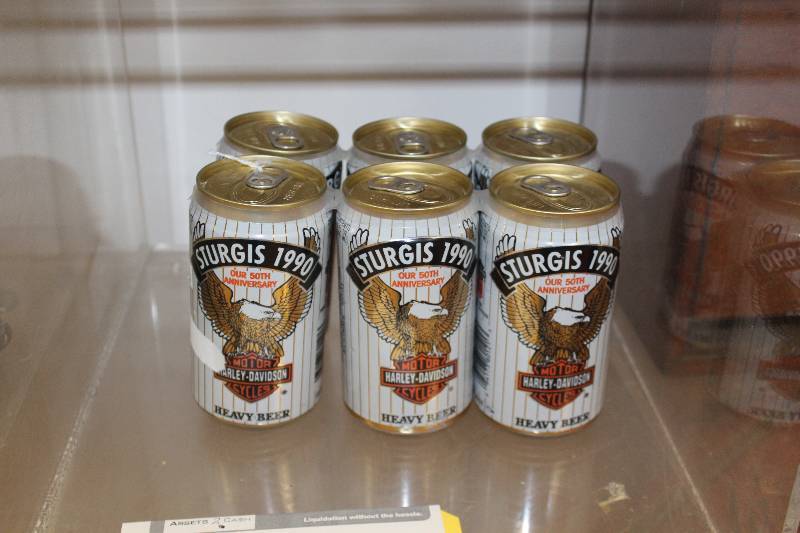 STURGIS 1990
OUR 50TH
ANNIVERSARY
MOTOR
HARLEY-DAVIDSON
CYCLES
HEAVY BEER
STURGIS 1990
OUR 50TH
ANNIVERSARY
MOTOR
HARLEY-DAVIDSON
CYCLES
HEAVY BEER
STURGIS 1990
OUR 50TH
ANNIVERSARY
MOTOR
HARLEY-DAVIDSON
CYCLES
HEAVY BEER
ASSETS 2 CASH
Liquidation without the hassle.